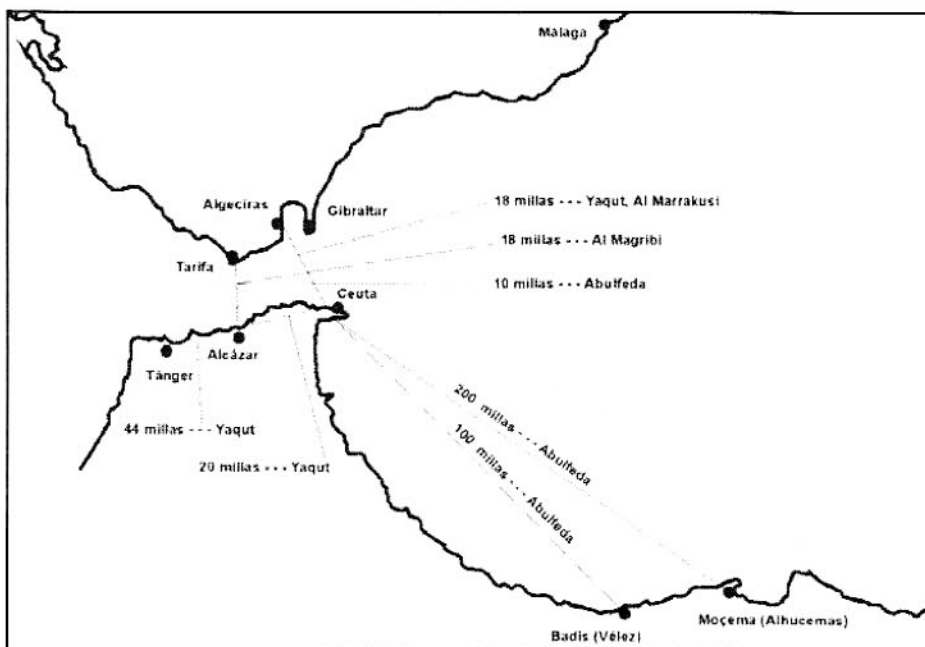 Málaga
Algeciras
Gibraltar
18 millas --- Yaqut, Al Marrakusi
18 millas --- Al Magribi
Tarifa
10 millas --- Abulfeda
Ceuta
Alcázar
Tánger
44 millas --- Yaqut
20 millas --- Yaqut
200 millas --- Abulfeda
100 millas --- Abulfeda
Badis (Vélez)
Moçema (Alhucemas)